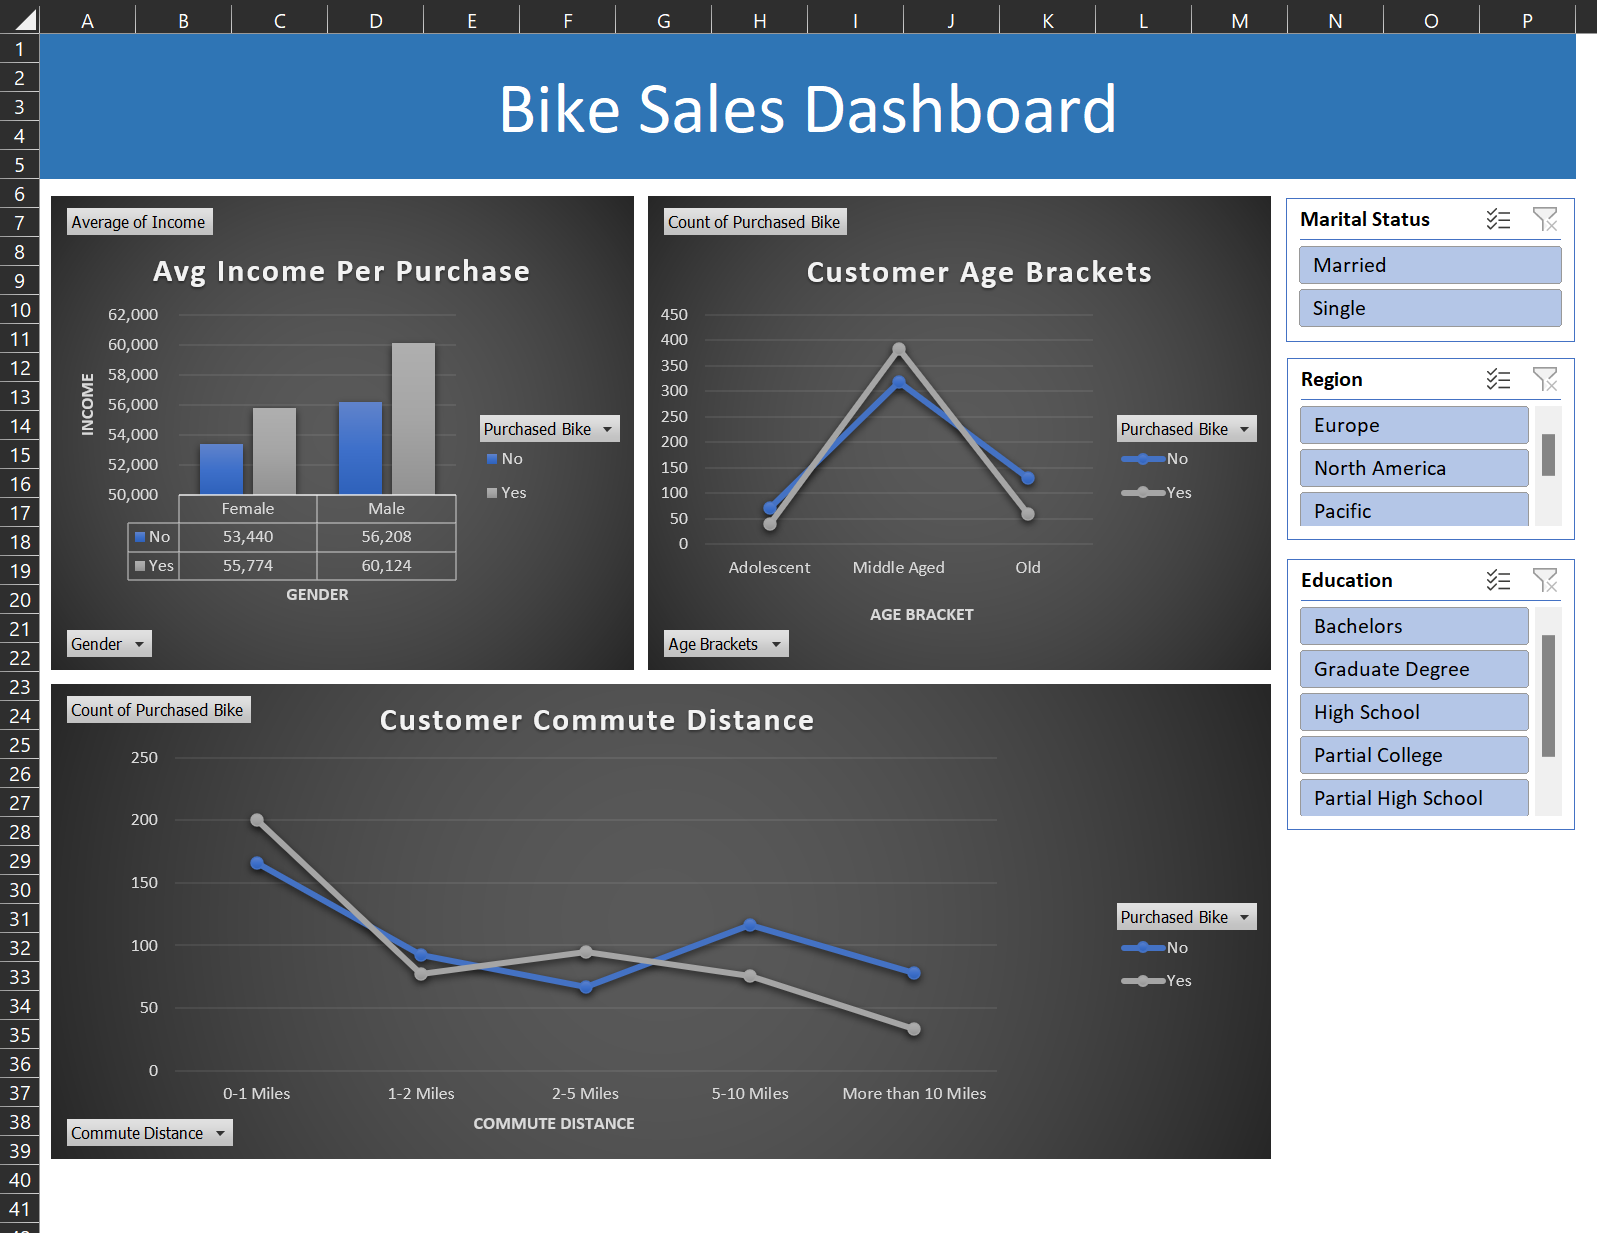 A B C D E F G H I J K L M N O P
1
2
3
4
5
6
7
8
9
10
11
12
13
14
15
16
17
18
19
20
21
22
23
24
25
26
27
28
29
30
31
32
33
34
35
36
37
38
39
40
41
Bike Sales Dashboard
Average of Income
Avg Income Per Purchase
62,000
60,000
58,000
56,000
54,000
52,000
50,000
INCOME
Female Male
No 53,440 56,208
Yes 55,774 60,124
GENDER
Purchased Bike
No
Yes
Gender
Count of Purchased Bike
Customer Age Brackets
450
400
350
300
250
200
150
100
50
0
Adolescent Middle Aged Old
AGE BRACKET
Purchased Bike
No
Yes
Age Brackets
Marital Status
Married
Single
Region
Europe
North America
Pacific
Education
Bachelors
Graduate Degree
High School
Partial College
Partial High School
Count of Purchased Bike
Customer Commute Distance
250
200
150
100
50
0
0-1 Miles 1-2 Miles 2-5 Miles 5-10 Miles More than 10 Miles
COMMUTE DISTANCE
Purchased Bike
No
Yes
Commute Distance